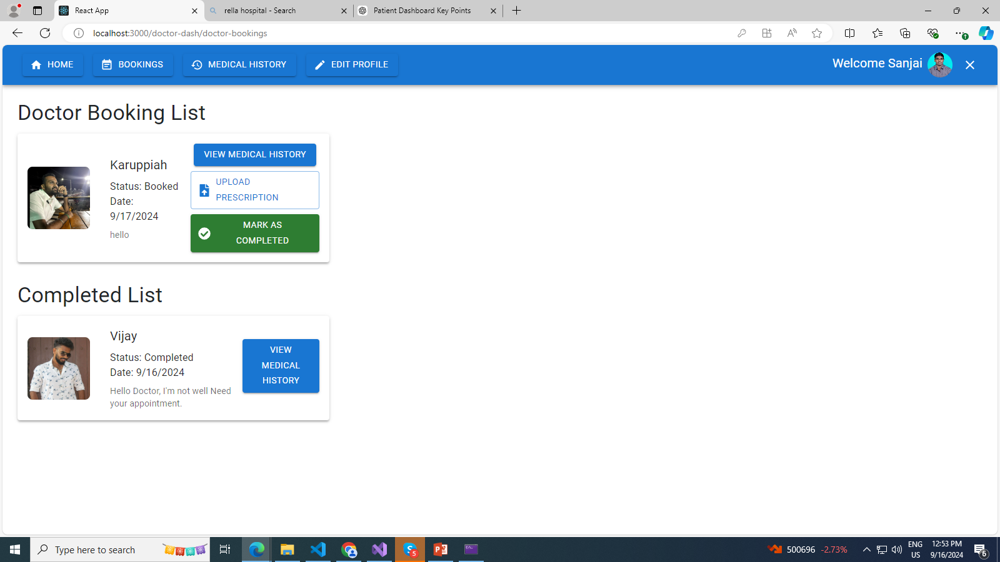 React App
rella hospital - Search
Patient Dashboard Key Points
localhost:3000/doctor-dash/doctor-bookings
HOME
BOOKINGS
MEDICAL HISTORY
EDIT PROFILE
Welcome Sanjai
Doctor Booking List
Karuppiah
Status: Booked
Date:
9/17/2024
hello
VIEW MEDICAL HISTORY
UPLOAD
PRESCRIPTION
MARK AS
COMPLETED
Completed List
Vijay
Status: Completed
Date: 9/16/2024
Hello Doctor, I'm not well Need
your appointment.
VIEW
MEDICAL
HISTORY
Type here to search
5
500696 -2.73%
ENG
US
12:53 PM
9/16/2024
6